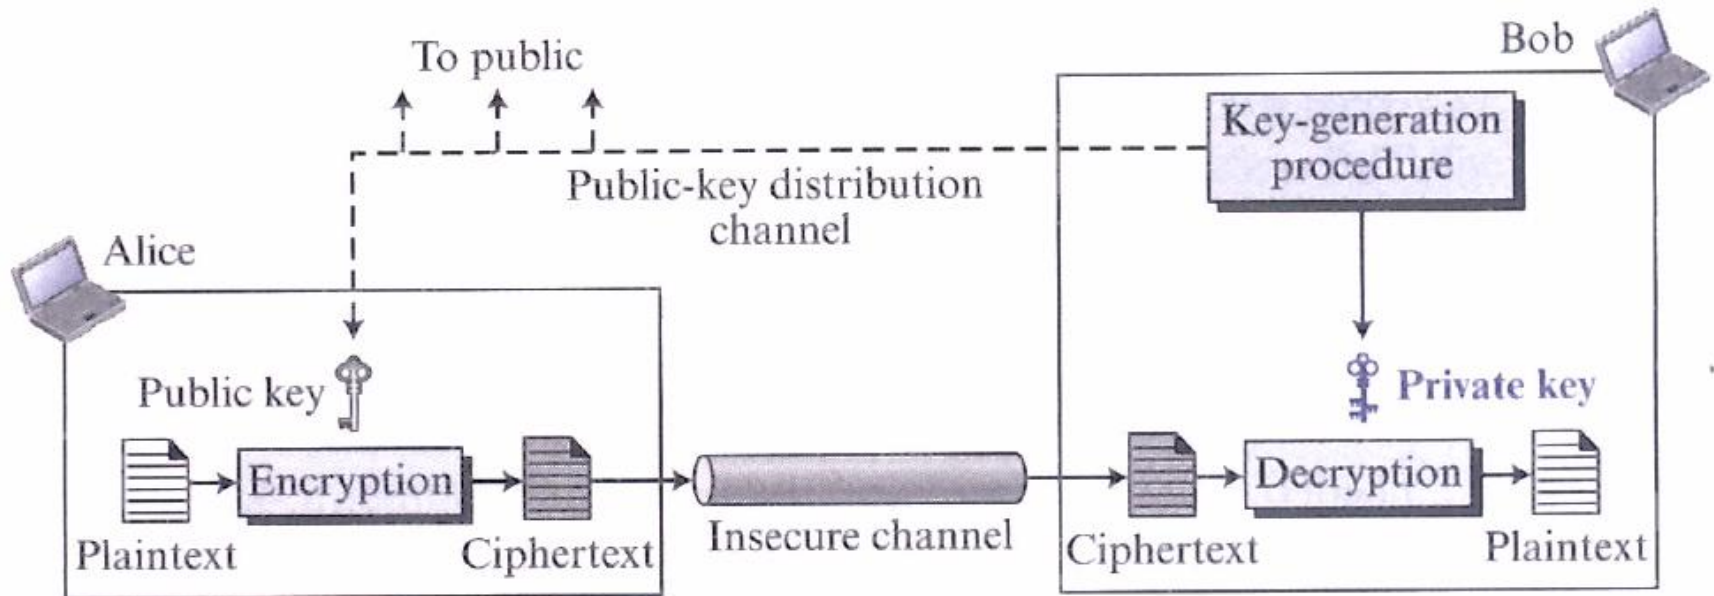 Bob
To public
Key-generation
procedure
Public-key distribution
channel
Alice
Public key
Private key
Encryption
Decryption
Plaintext
Ciphertext
Insecure channel
Ciphertext
Plaintext